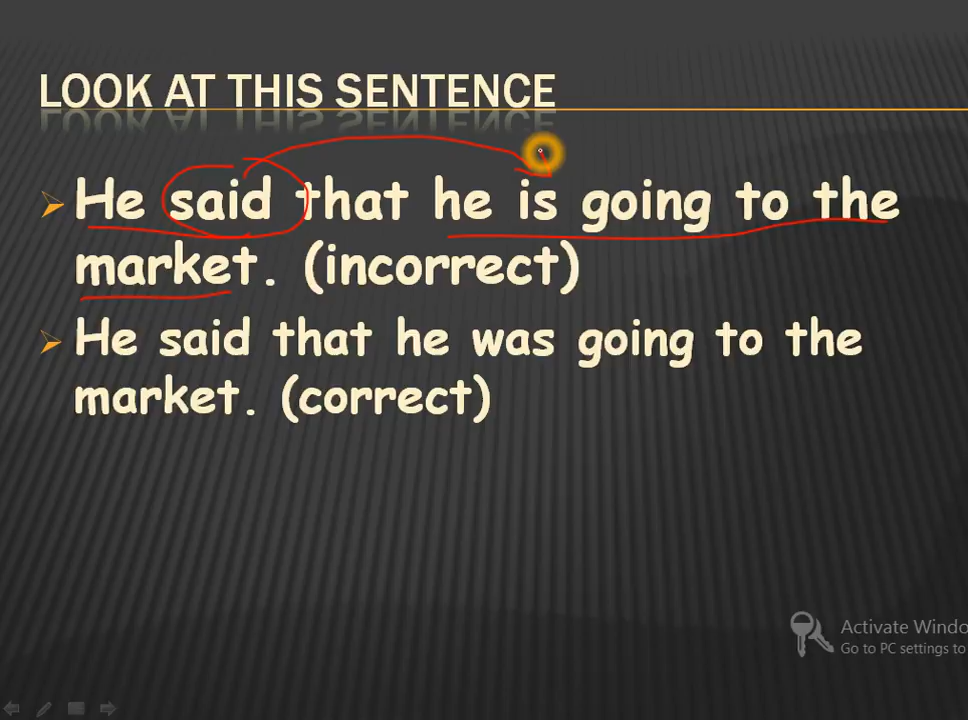 LOOK AT THIS SENTENCE
He said that he is going to the
market. (incorrect)
He said that he was going to the
market. (correct)
Activate Windo
Go to PC settings to